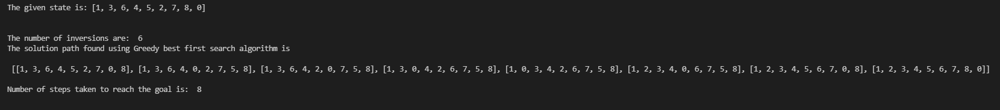 The given state is: [1, 3, 6, 4, 5, 2, 7, 8, 0]
The number of inversions are:  6
The solution path found using Greedy best first search algorithm is
[[1, 3, 6, 4, 5, 2, 7, 0, 8], [1, 3, 6, 4, 0, 2, 7, 5, 8], [1, 3, 6, 4, 2, 0, 7, 5, 8], [1, 3, 0, 4, 2, 6, 7, 5, 8], [1, 0, 3, 4, 2, 6, 7, 5, 8], [1, 2, 3, 4, 0, 6, 7, 5, 8], [1, 2, 3, 4, 5, 6, 7, 0, 8], [1, 2, 3, 4, 5, 6, 7, 8, 0]]
Number of steps taken to reach the goal is:  8